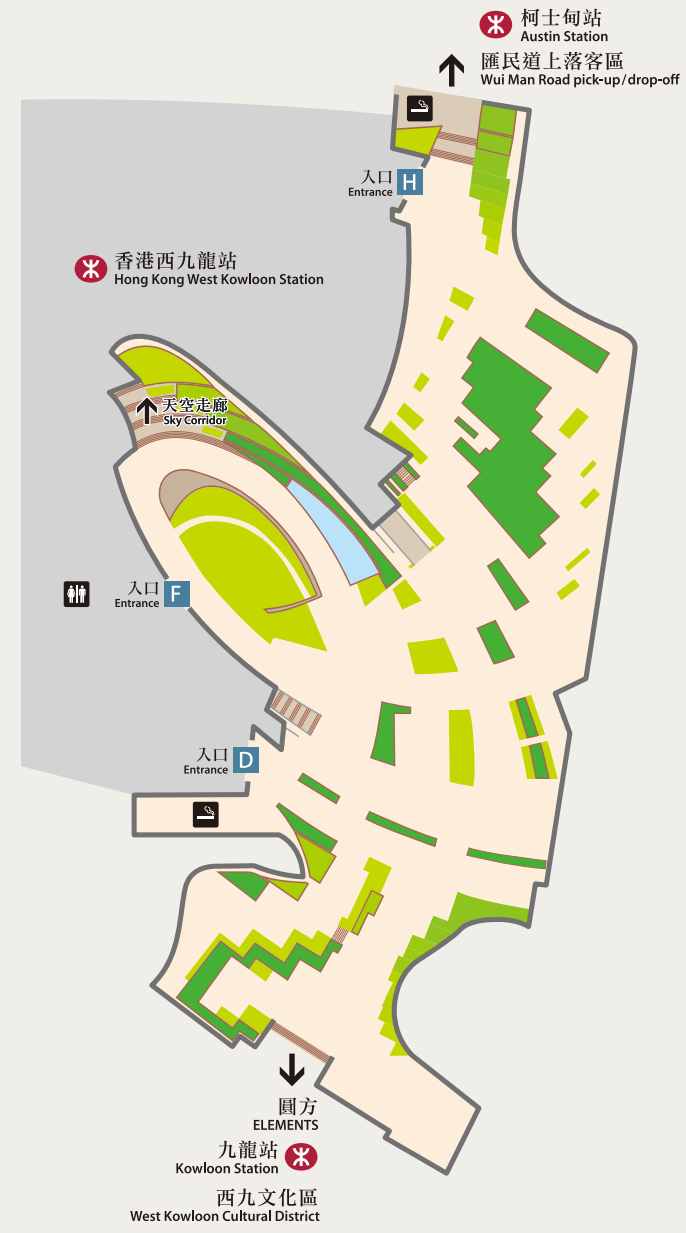 柯士甸站
Austin Station
匯民道上落客區
Wui Man Road pick-up/drop-off
入口
Entrance
H
香港西九龍站
Hong Kong West Kowloon Station
天空走廊
Sky Corridor
入口
Entrance
F
入口
Entrance
D
圓方
ELEMENTS
九龍站
Kowloon Station
西九文化區
West Kowloon Cultural District